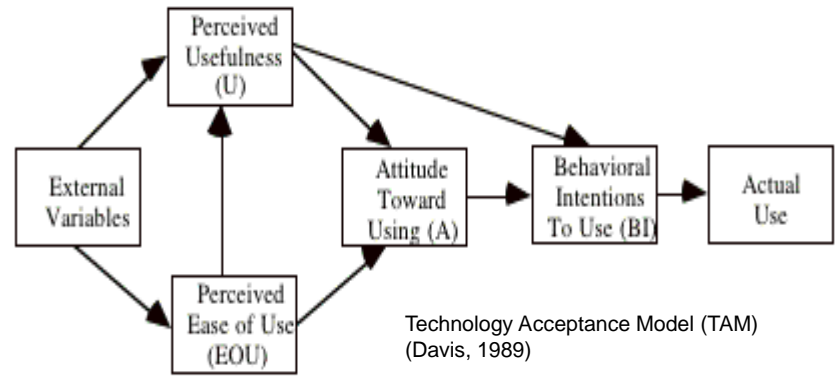 Perceived
Usefulness
(U)
External
Variables
Attitude
Toward
Using (A)
Behavioral
Intentions
To Use (BI)
Actual
Use
Perceived
Ease of Use
(EOU)
Technology Acceptance Model (TAM)
(Davis, 1989)